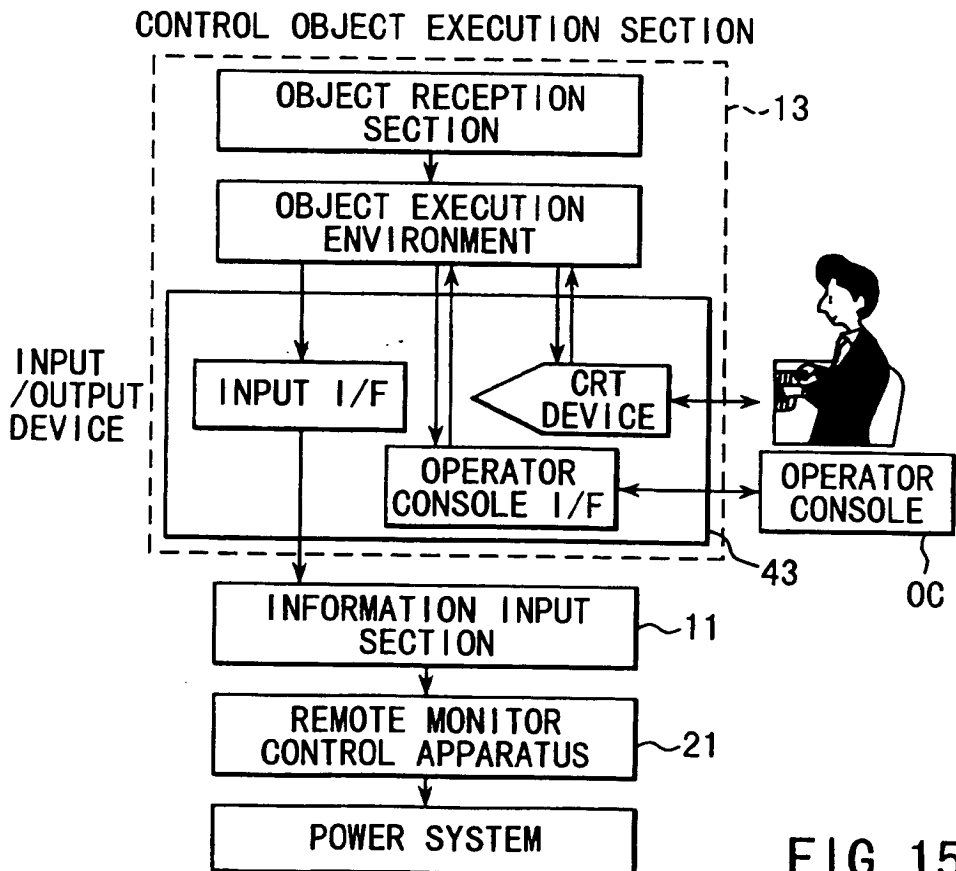 CONTROL OBJECT EXECUTION SECTION
OBJECT RECEPTION
SECTION
13
OBJECT EXECUTION
ENVIRONMENT
INPUT
/OUTPUT
DEVICE
INPUT I/F
CRT
DEVICE
OPERATOR
CONSOLE I/F
OPERATOR
CONSOLE
43
OC
INFORMATION INPUT
SECTION
11
REMOTE MONITOR
CONTROL APPARATUS
21
POWER SYSTEM
FIG 15